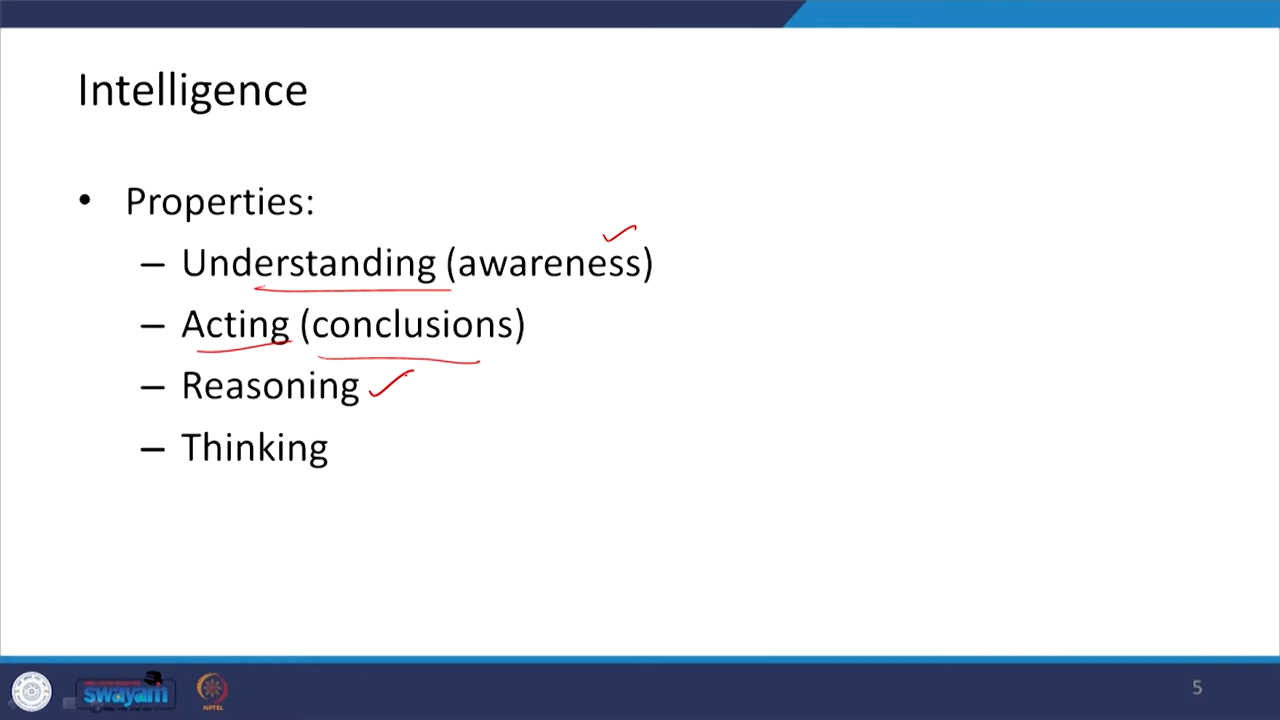 Intelligence
• Properties:
– Understanding (awareness)
– Acting (conclusions)
– Reasoning
– Thinking
swayam
NPTEL
5